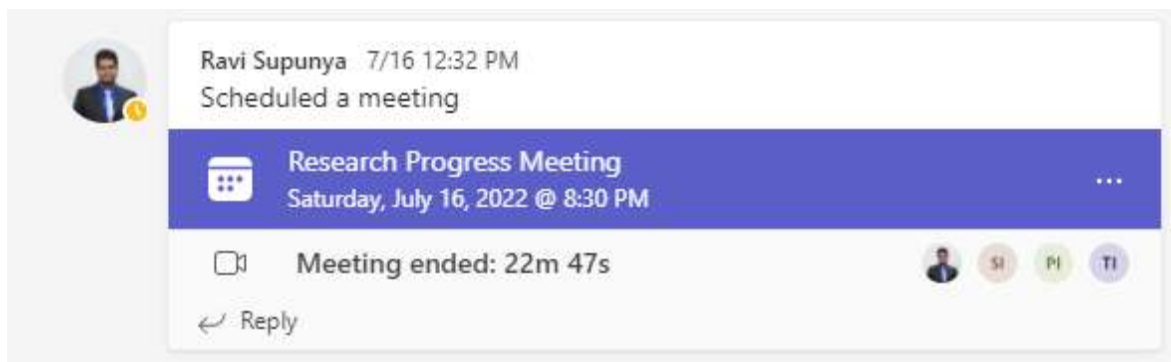 Ravi Supunya 7/16 12:32 PM
Scheduled a meeting
Research Progress Meeting
Saturday, July 16, 2022 @ 8:30 PM
...
Meeting ended: 22m 47s
SI PI TI
Reply